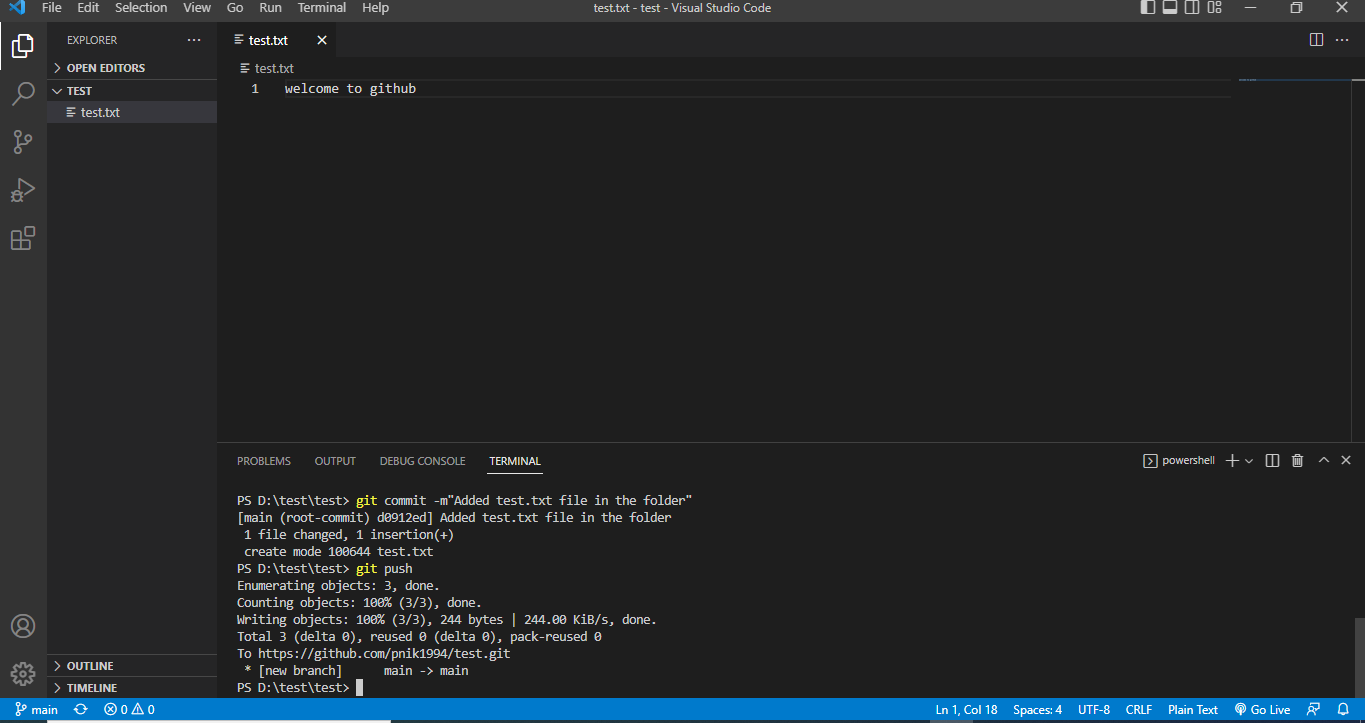 File Edit Selection View Go Run Terminal Help
test.txt - test - Visual Studio Code
EXPLORER
OPEN EDITORS
TEST
test.txt
test.txt
test.txt
1 welcome to github
PROBLEMS OUTPUT DEBUG CONSOLE TERMINAL
powershell
PS D:\test\test> git commit -m"Added test.txt file in the folder"
[main (root-commit) d0912ed] Added test.txt file in the folder
1 file changed, 1 insertion(+)
create mode 100644 test.txt
PS D:\test\test> git push
Enumerating objects: 3, done.
Counting objects: 100% (3/3), done.
Writing objects: 100% (3/3), 244 bytes | 244.00 KiB/s, done.
Total 3 (delta 0), reused 0 (delta 0), pack-reused 0
To https://github.com/pnik1994/test.git
* [new branch] main -> main
PS D:\test\test>
OUTLINE
TIMELINE
main 0 0 Ln 1, Col 18 Spaces: 4 UTF-8 CRLF Plain Text Go Live